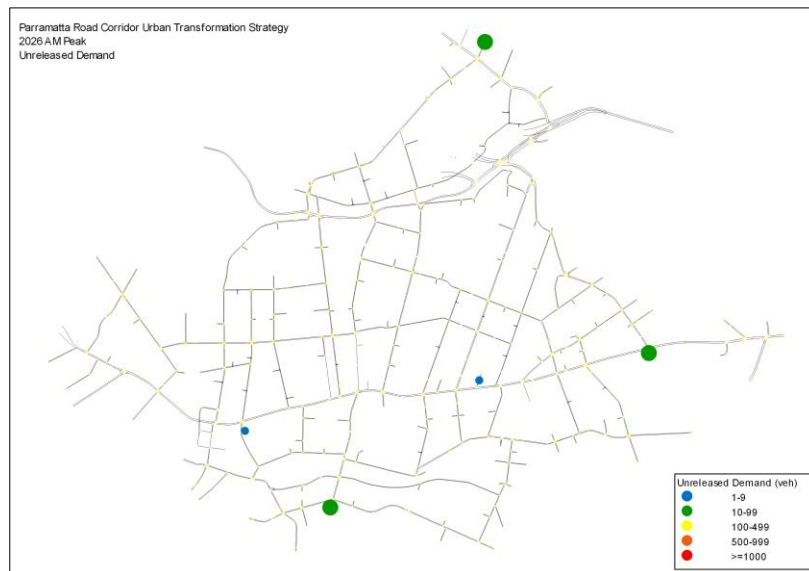 Parramatta Road Corridor Urban Transformation Strategy
2026 AM Peak
Unreleased Demand
Unreleased Demand (veh)
1-9
10-99
100-499
500-999
>=1000